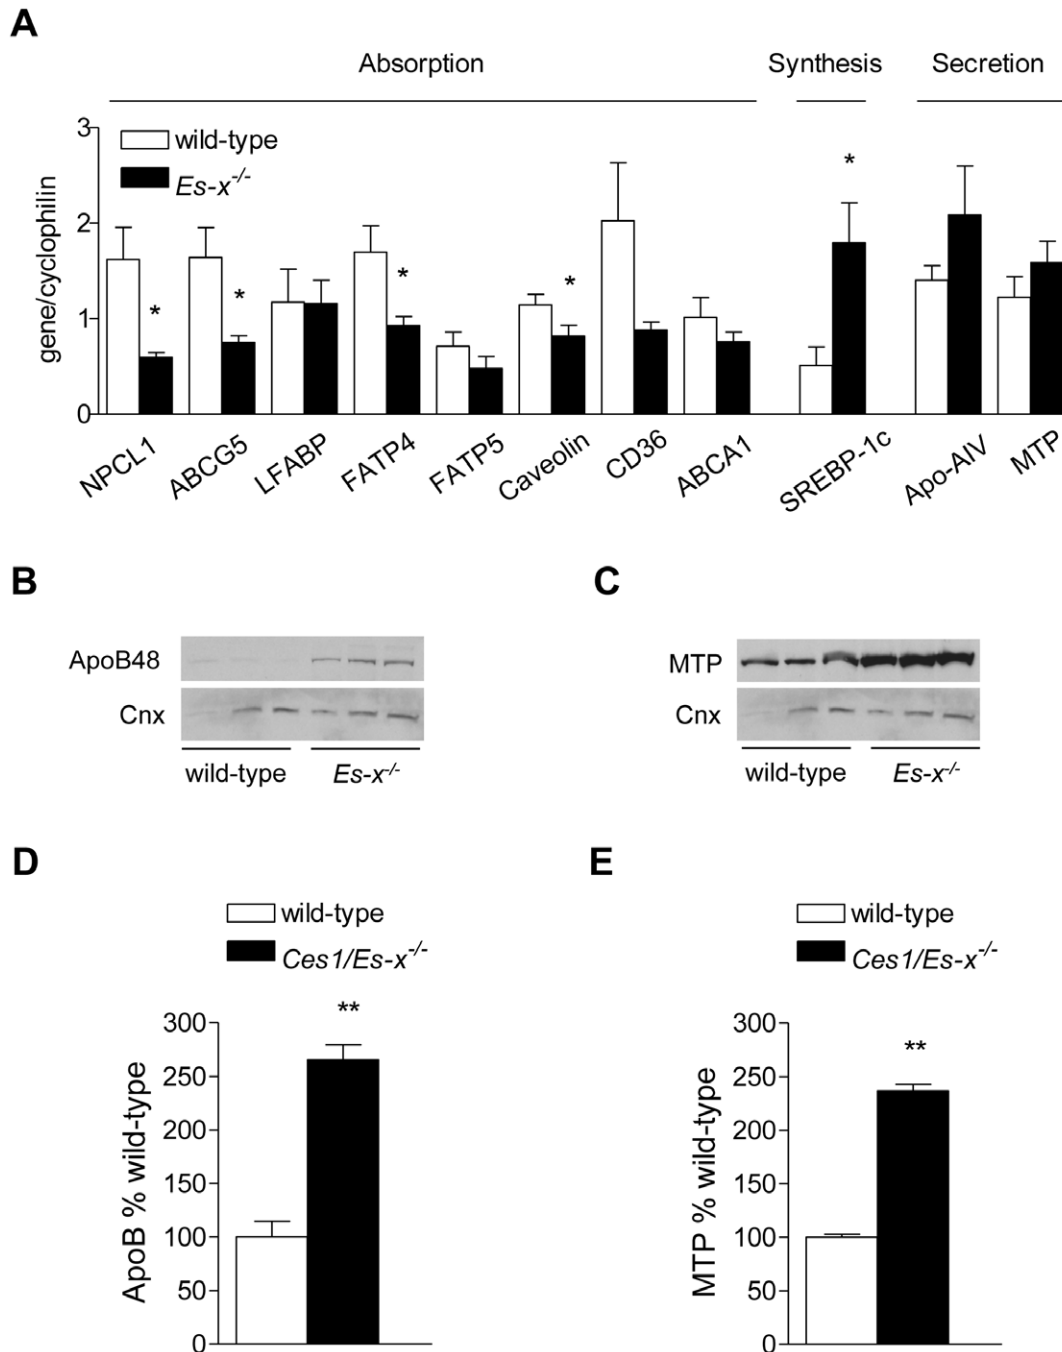 A
Absorption Synthesis Secretion
3
2
1
0
gene/cyclophilin
wild-type
Es-x-/-
*
*
*
*
*
NPCL1 ABCG5 LFABP FATP4 FATP5 Caveolin CD36 ABCA1 SREBP-1c Apo-AIV MTP
B
ApoB48
Cnx
wild-type Es-x-/-
C
MTP
Cnx
wild-type Es-x-/-
D
wild-type
Ces1/Es-x-/-
**
ApoB % wild-type
300
250
200
150
100
50
0
E
wild-type
Ces1/Es-x-/-
**
MTP % wild-type
300
250
200
150
100
50
0